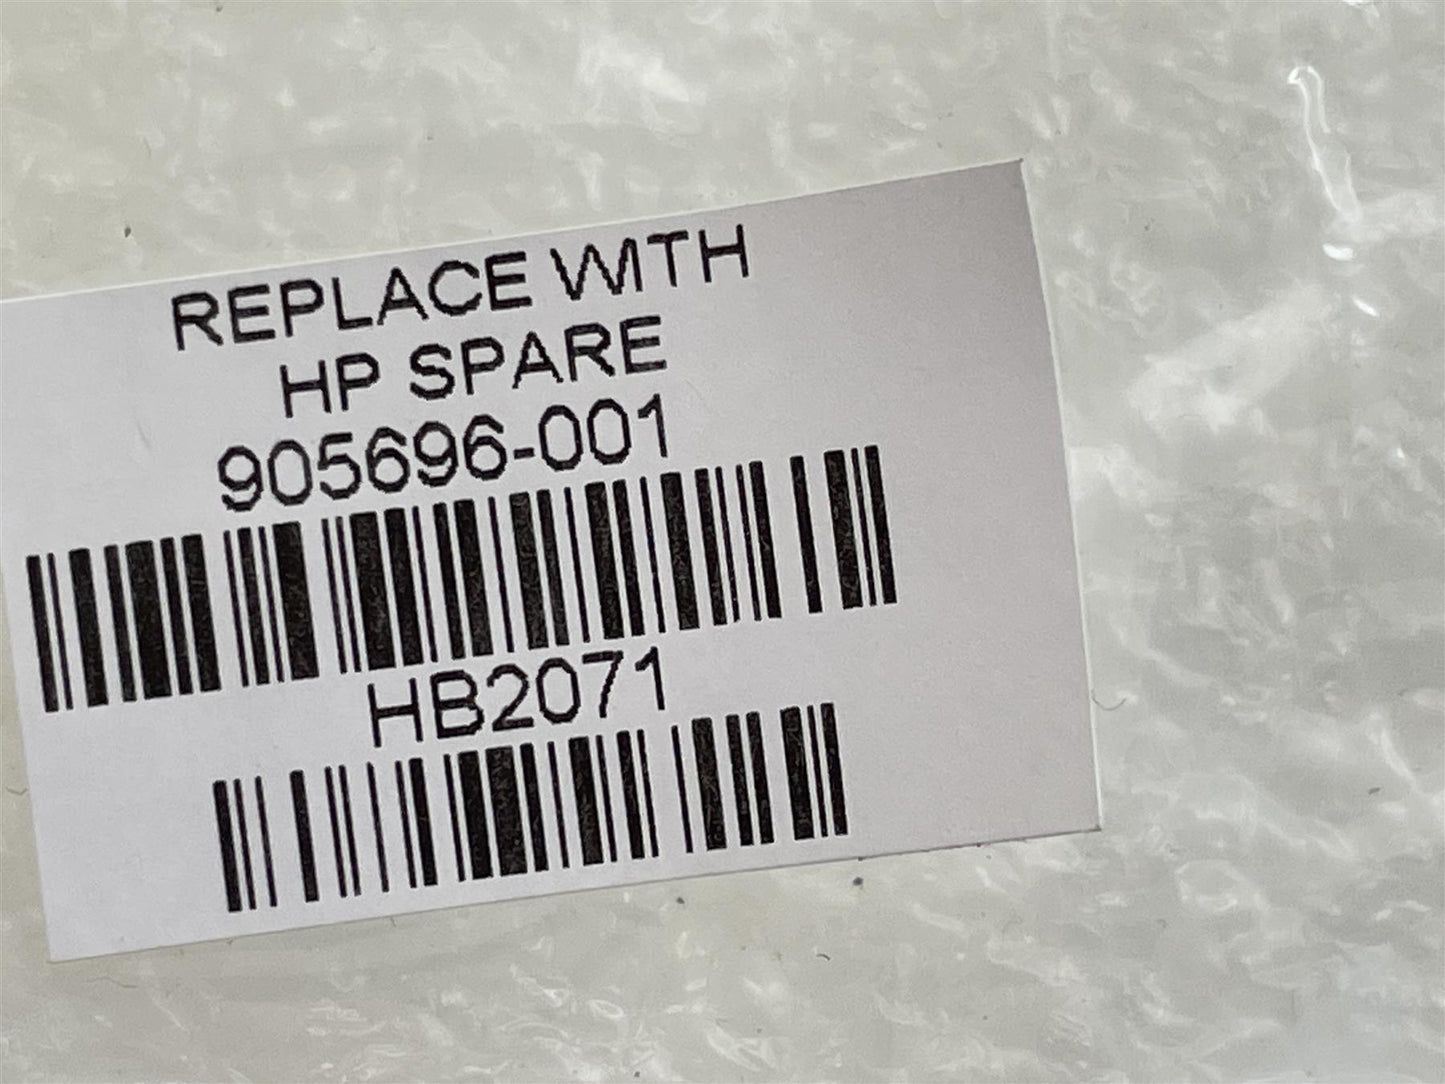 REPLACE WITH
HP SPARE
905696-001
HB2071